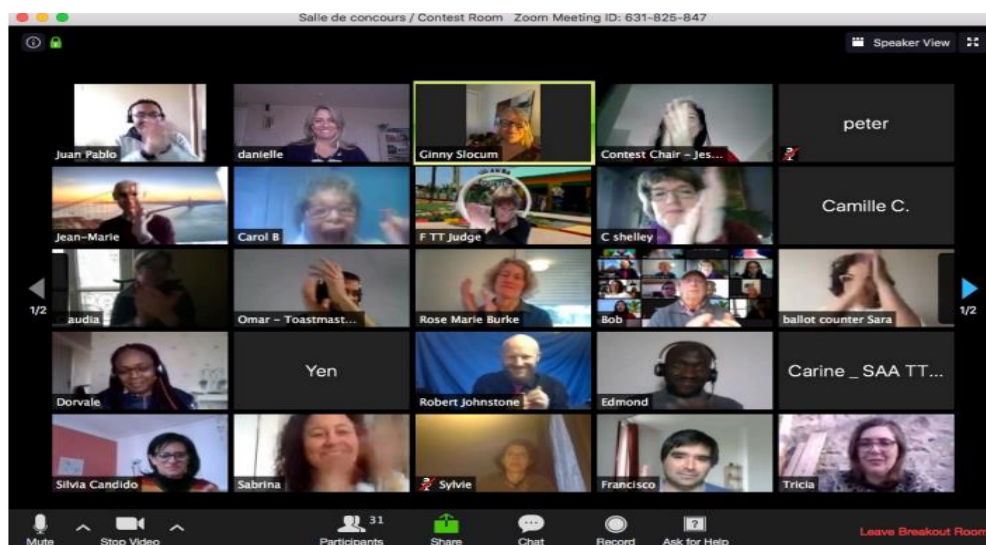 Salle de concours / Contest Room Zoom Meeting ID: 631-825-847
Speaker View
Juan Pablo
danielle
Ginny Slocum
Contest Chair - Jes...
peter
Jean-Marie
Carol B
F TT Judge
C shelley
Camille C.
1/2
audia
Omar - Toastmast...
Rose Marie Burke
Bob
ballot counter Sara
1/2
Dorvale
Yen
Robert Johnstone
Edmond
Carine _ SAA TT...
Silvia Candido
Sabrina
Sylvie
Francisco
Tricia
Mute
Stop Video
Participants 31
Share
Chat
Record
Ask for Help
Leave Breakout Room